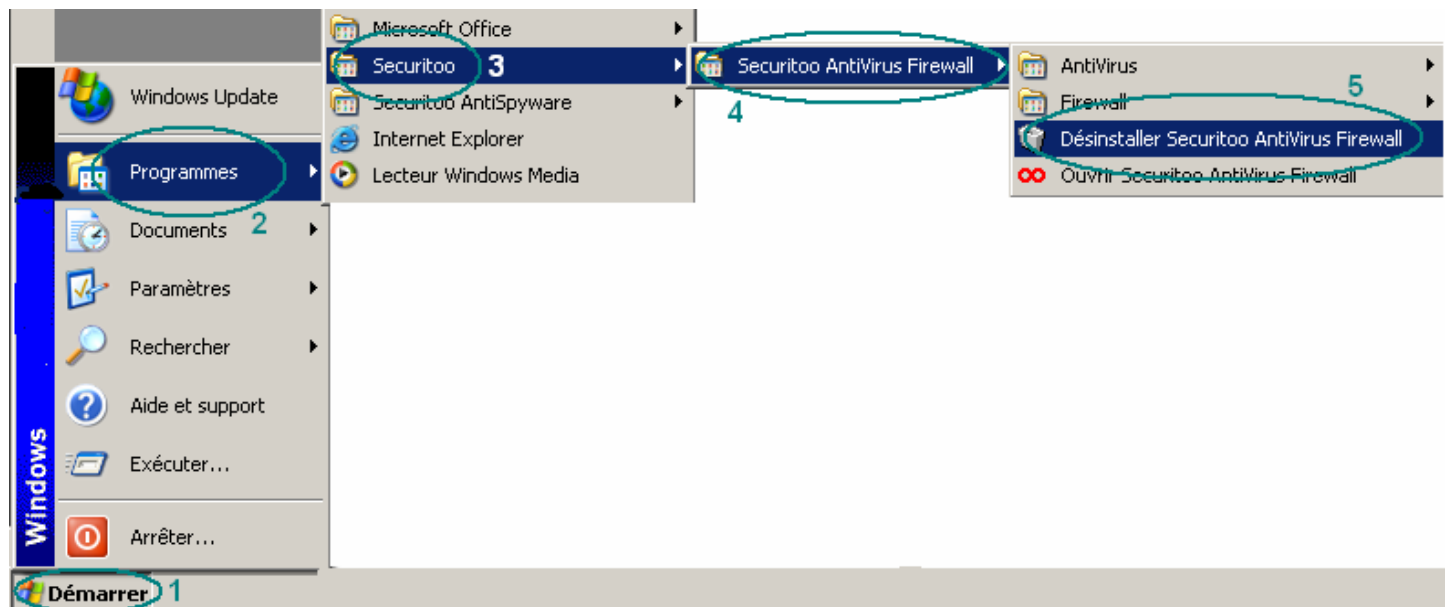 Microsoft Office
Securitoo 3
Securitoo AntiSpyware
Internet Explorer
Lecteur Windows Media
Securitoo AntiVirus Firewall
4
AntiVirus
5
Firewall
Désinstaller Securitoo AntiVirus Firewall
Ouvrir Securitoo AntiVirus Firewall
Windows Update
Programmes
2
Documents
Paramètres
Rechercher
Aide et support
Exécuter...
Arrêter...
Windows
Démarrer 1